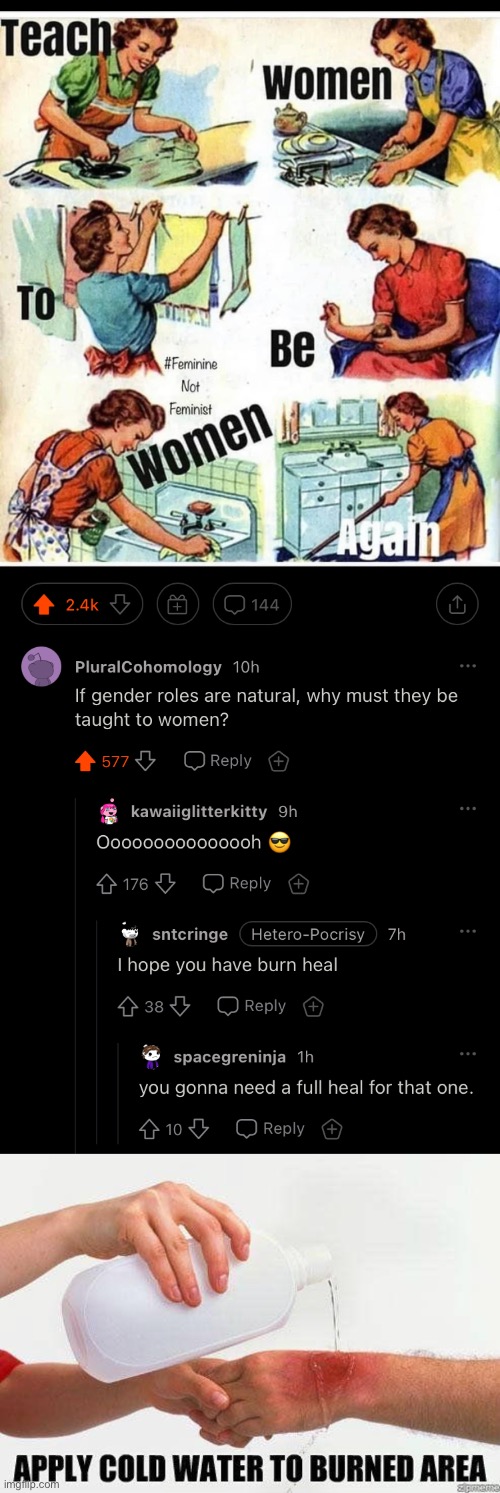 Teach
Women
To
Be
#Feminine
Not
Feminist
Women
Again
2.4k
144
PluralCohomology 10h
If gender roles are natural, why must they be
taught to women?
577 Reply
kawaiiglitterkitty 9h
Ooooooooooooooh 😎
176 Reply
sntcringe Hetero-Pocrisy 7h
I hope you have burn heal
38 Reply
spacegreninja 1h
you gonna need a full heal for that one.
10 Reply
APPLY COLD WATER TO BURNED AREA
imgflip.com
zipmeme